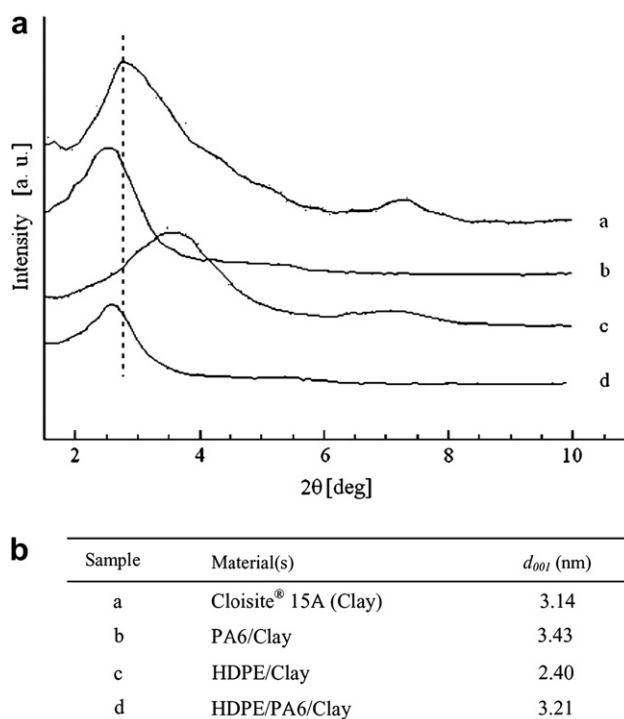 a
Intensity [a. u.]
a
b
c
d
2 4 6 8 10
2θ [deg]
b
Sample Material(s) d001 (nm)
a Cloisite® 15A (Clay) 3.14
b PA6/Clay 3.43
c HDPE/Clay 2.40
d HDPE/PA6/Clay 3.21